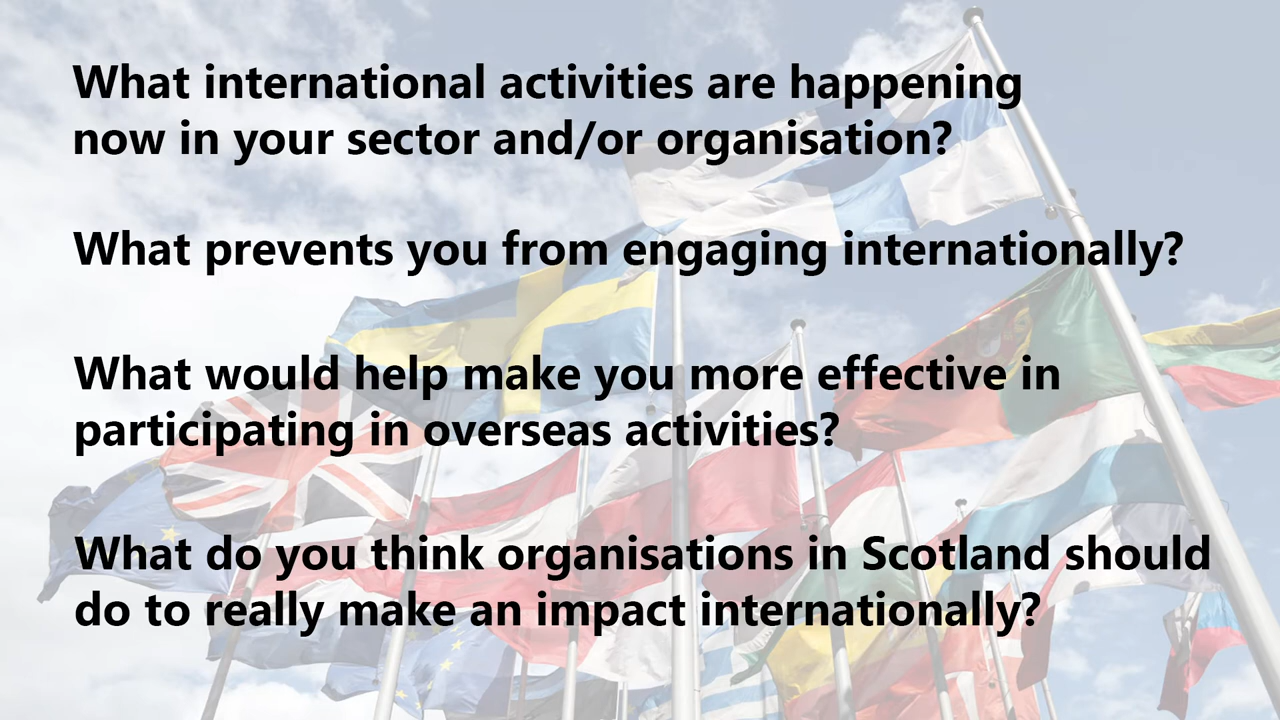 What international activities are happening
now in your sector and/or organisation?
What prevents you from engaging internationally?
What would help make you more effective in
participating in overseas activities?
What do you think organisations in Scotland should
do to really make an impact internationally?